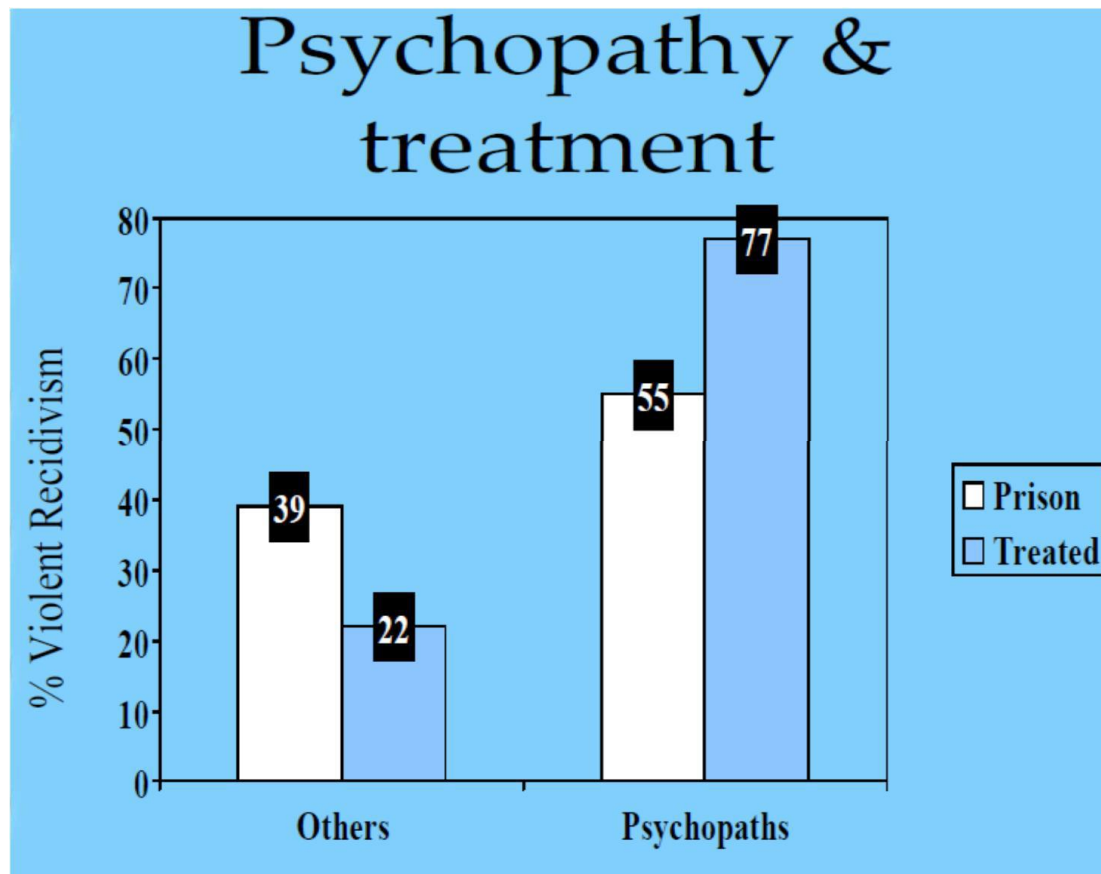 Psychopathy &
treatment
% Violent Recidivism
80
70
60
50
40
30
20
10
0
39
22
55
77
Others
Psychopaths
Prison
Treated